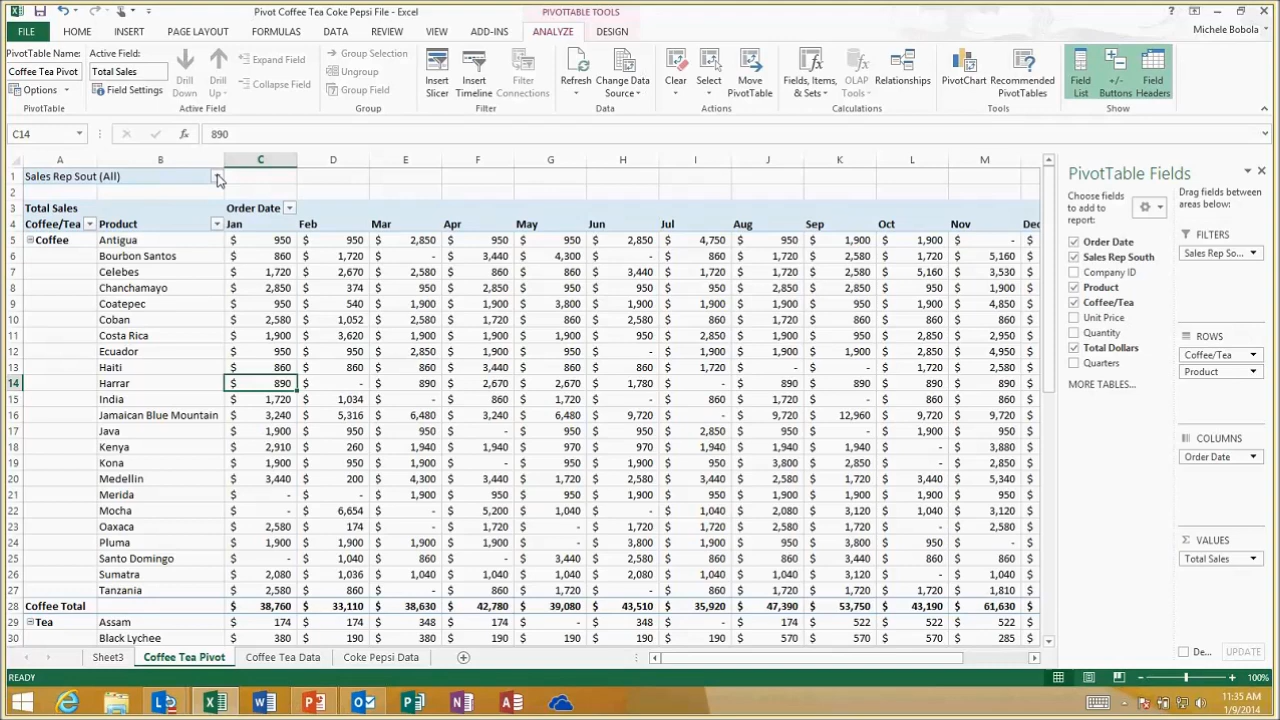 Pivot Coffee Tea Coke Pepsi File - Excel
PIVOTTABLE TOOLS
FILE HOME INSERT PAGE LAYOUT FORMULAS DATA REVIEW VIEW ADD-INS ANALYZE DESIGN
Michele Bobola
PivotTable Name:
Coffee Tea Pivot
Options
PivotTable
Active Field:
Total Sales
Field Settings
Drill Down
Drill Up
Expand Field
Collapse Field
Active Field
Group Selection
Ungroup
Group Field
Group
Insert Slicer
Insert Timeline
Filter Connections
Filter
Refresh
Change Data Source
Data
Clear
Select
Move PivotTable
Actions
Fields, Items, & Sets
OLAP Tools
Relationships
Calculations
PivotChart
Recommended PivotTables
Tools
Field List
+/- Buttons
Field Headers
Show
C14
fx
890
A B C D E F G H I J K L M
1 Sales Rep Sout (All)
2
3 Total Sales Order Date
4 Coffee/Tea Product Jan Feb Mar Apr May Jun Jul Aug Sep Oct Nov Dec
5 Coffee Antigua $ 950 $ 950 $ 2,850 $ 950 $ 950 $ 2,850 $ 4,750 $ 950 $ 1,900 $ 1,900 $ - $
6 Bourbon Santos $ 860 $ 1,720 $ - $ 3,440 $ 4,300 $ - $ 860 $ 1,720 $ 2,580 $ 1,720 $ 5,160 $
7 Celebes $ 1,720 $ 2,670 $ 2,580 $ 860 $ 860 $ 3,440 $ 860 $ 1,720 $ 2,580 $ 5,160 $ 3,530 $
8 Chanchamayo $ 2,850 $ 374 $ 950 $ 2,850 $ 950 $ 950 $ 1,900 $ 2,850 $ 2,850 $ 950 $ 1,900 $
9 Coatepec $ 950 $ 540 $ 1,900 $ 1,900 $ 3,800 $ 1,900 $ 1,900 $ 950 $ 1,900 $ 1,900 $ 4,850 $
10 Coban $ 2,580 $ 1,052 $ 1,900 $ 1,720 $ 860 $ 2,580 $ 860 $ 1,720 $ 860 $ 860 $ 860 $
11 Costa Rica $ 1,900 $ 3,620 $ 1,900 $ 1,900 $ 950 $ 950 $ 2,850 $ 950 $ 2,850 $ 2,850 $ 2,950 $
12 Ecuador $ 950 $ 950 $ 2,850 $ 950 $ 950 $ - $ 1,900 $ 1,900 $ 1,900 $ 950 $ 4,950 $
13 Haiti $ 860 $ 860 $ 860 $ 3,440 $ 860 $ 860 $ 1,720 $ - $ - $ 1,720 $ 2,580 $
14 Harrar $ 890 $ - $ 890 $ 2,670 $ 2,670 $ 1,780 $ - $ 890 $ 890 $ 890 $ 890 $
15 India $ 1,720 $ 1,034 $ - $ 860 $ 1,720 $ - $ 860 $ - $ 860 $ 860 $ 860 $
16 Jamaican Blue Mountain $ 3,240 $ 5,316 $ 6,480 $ 3,240 $ 6,480 $ 9,720 $ - $ 9,720 $ 12,960 $ 9,720 $ 9,720 $
17 Java $ 1,900 $ 950 $ 950 $ - $ 950 $ 950 $ 2,850 $ 950 $ - $ 1,900 $ 950 $
18 Kenya $ 2,910 $ 260 $ 1,940 $ 1,940 $ 970 $ 970 $ 1,940 $ 1,940 $ 1,940 $ - $ 3,880 $
19 Kona $ 1,900 $ 950 $ 1,900 $ - $ 950 $ 1,900 $ 950 $ 3,800 $ 2,850 $ - $ 2,850 $
20 Medellin $ 3,440 $ 200 $ 4,300 $ 3,440 $ 1,720 $ 2,580 $ 3,440 $ 1,720 $ - $ 3,440 $ 5,340 $
21 Merida $ - $ - $ 1,900 $ 950 $ 950 $ 950 $ 1,900 $ 950 $ 950 $ 950 $ 950 $
22 Mocha $ - $ 6,654 $ - $ 5,200 $ 1,040 $ - $ 1,040 $ 2,080 $ 3,120 $ 1,040 $ 3,120 $
23 Oaxaca $ 2,580 $ 174 $ - $ 1,720 $ - $ 1,720 $ 1,720 $ 2,580 $ 1,720 $ - $ 2,580 $
24 Pluma $ 1,900 $ 1,900 $ 1,900 $ 1,900 $ - $ 3,800 $ 1,900 $ 950 $ 3,800 $ 950 $ - $
25 Santo Domingo $ - $ 1,040 $ 860 $ - $ 3,440 $ 2,580 $ 860 $ 860 $ 3,440 $ 860 $ 860 $
26 Sumatra $ 2,080 $ 1,036 $ 1,040 $ 1,040 $ 1,040 $ 2,080 $ 1,040 $ 1,040 $ 3,120 $ - $ 1,040 $
27 Tanzania $ 2,580 $ 860 $ - $ 860 $ 1,720 $ - $ 860 $ 2,580 $ 1,720 $ 1,720 $ 1,810 $
28 Coffee Total $ 38,760 $ 33,110 $ 38,630 $ 42,780 $ 39,080 $ 43,510 $ 35,920 $ 47,390 $ 53,750 $ 43,190 $ 61,630 $
29 Tea Assam $ 174 $ 174 $ 348 $ 174 $ - $ 348 $ - $ 174 $ 522 $ 522 $ 522 $
30 Black Lychee $ 380 $ 190 $ 380 $ 190 $ 190 $ - $ 190 $ 570 $ 570 $ 570 $ 285 $
Sheet3 Coffee Tea Pivot Coffee Tea Data Coke Pepsi Data
READY
100%
PivotTable Fields
Choose fields to add to report:
Order Date
Sales Rep South
Company ID
Product
Coffee/Tea
Unit Price
Quantity
Total Dollars
Quarters
MORE TABLES...
Drag fields between areas below:
FILTERS
Sales Rep So...
ROWS
Coffee/Tea
Product
COLUMNS
Order Date
Σ VALUES
Total Sales
De...
UPDATE
11:35 AM
1/9/2014